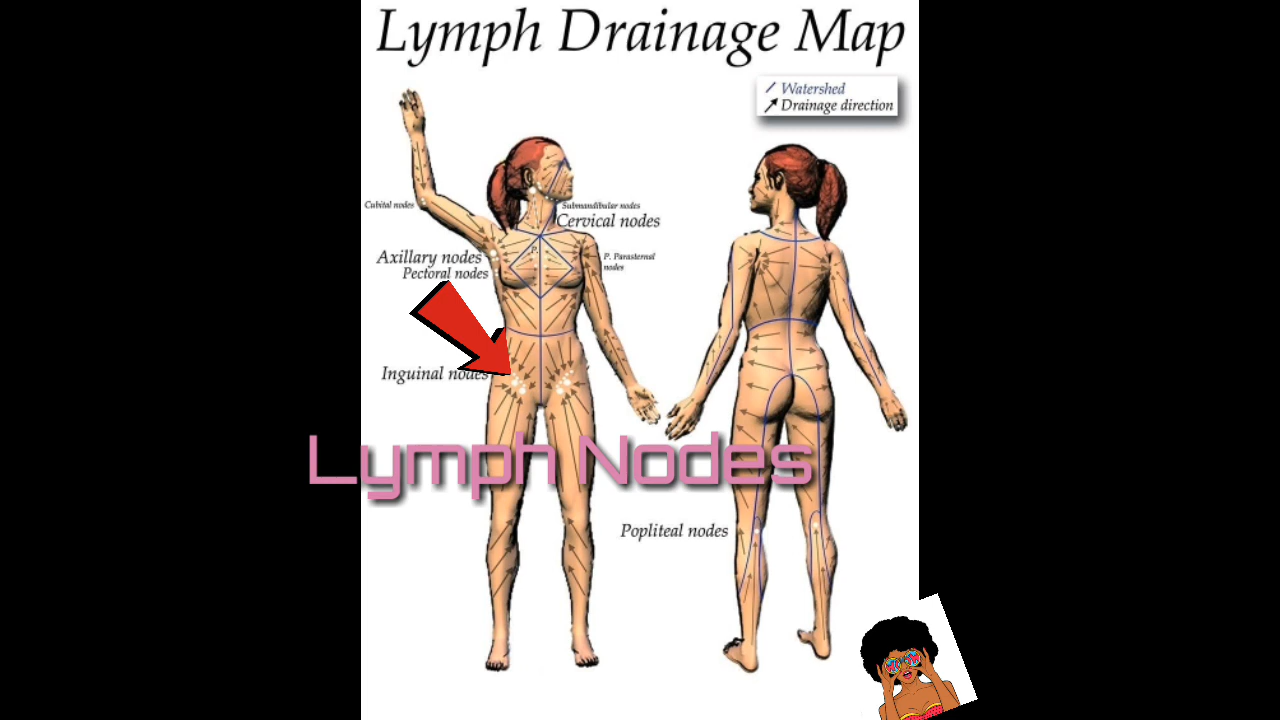 Lymph Drainage Map
Watershed
Drainage direction
Cubital nodes
Submandibular nodes
Cervical nodes
Axillary nodes
Pectoral nodes
P.
P. Parasternal
nodes
Inguinal nodes
Lymph Nodes
Popliteal nodes